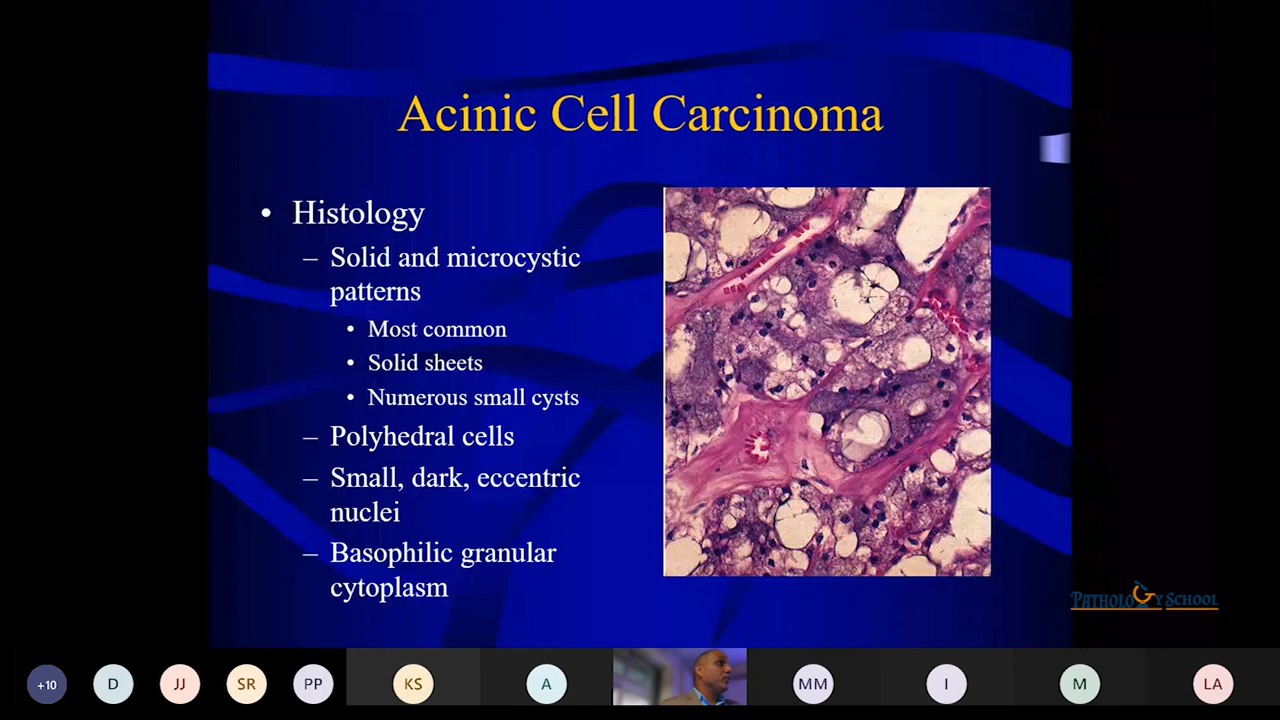 Acinic Cell Carcinoma
• Histology
– Solid and microcystic
patterns
• Most common
• Solid sheets
• Numerous small cysts
– Polyhedral cells
– Small, dark, eccentric
nuclei
– Basophilic granular
cytoplasm
PATHOLOGY SCHOOL
+10 D JJ SR PP KS A MM I M LA